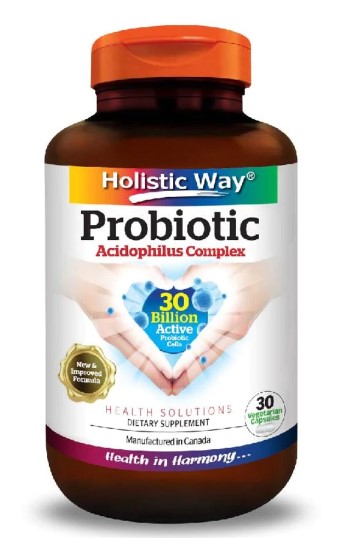 Holistic Way®
Probiotic
Acidophilus Complex
30
Billion
Active
Probiotic
Cells
New &
Improved
Formula
HEALTH SOLUTIONS
DIETARY SUPPLEMENT
30
vegetarian
capsules
Manufactured in Canada
Health in Harmony...